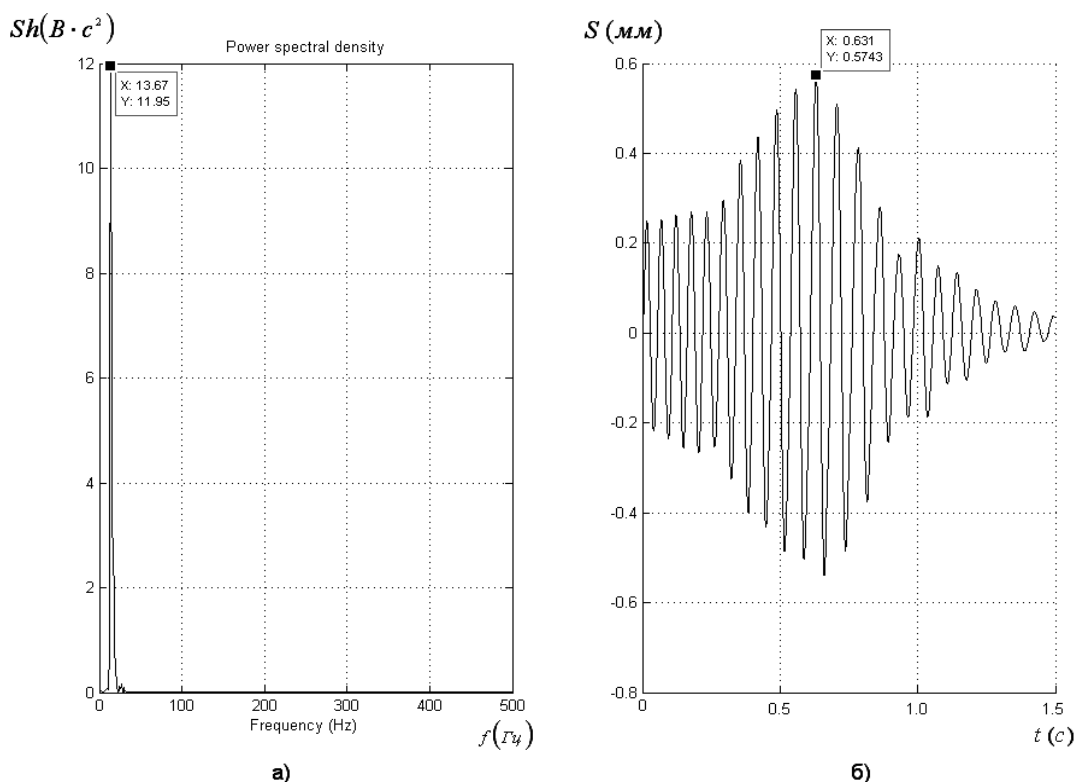 Sh(B · c²)
Power spectral density
X: 13.67
Y: 11.95
12
10
8
6
4
2
0
0 100 200 300 400 500
Frequency (Hz)
f(Гц)
а)
S (мм)
X: 0.631
Y: 0.5743
0.6
0.4
0.2
0
-0.2
-0.4
-0.6
-0.8
0 0.5 1.0 1.5
t (c)
б)